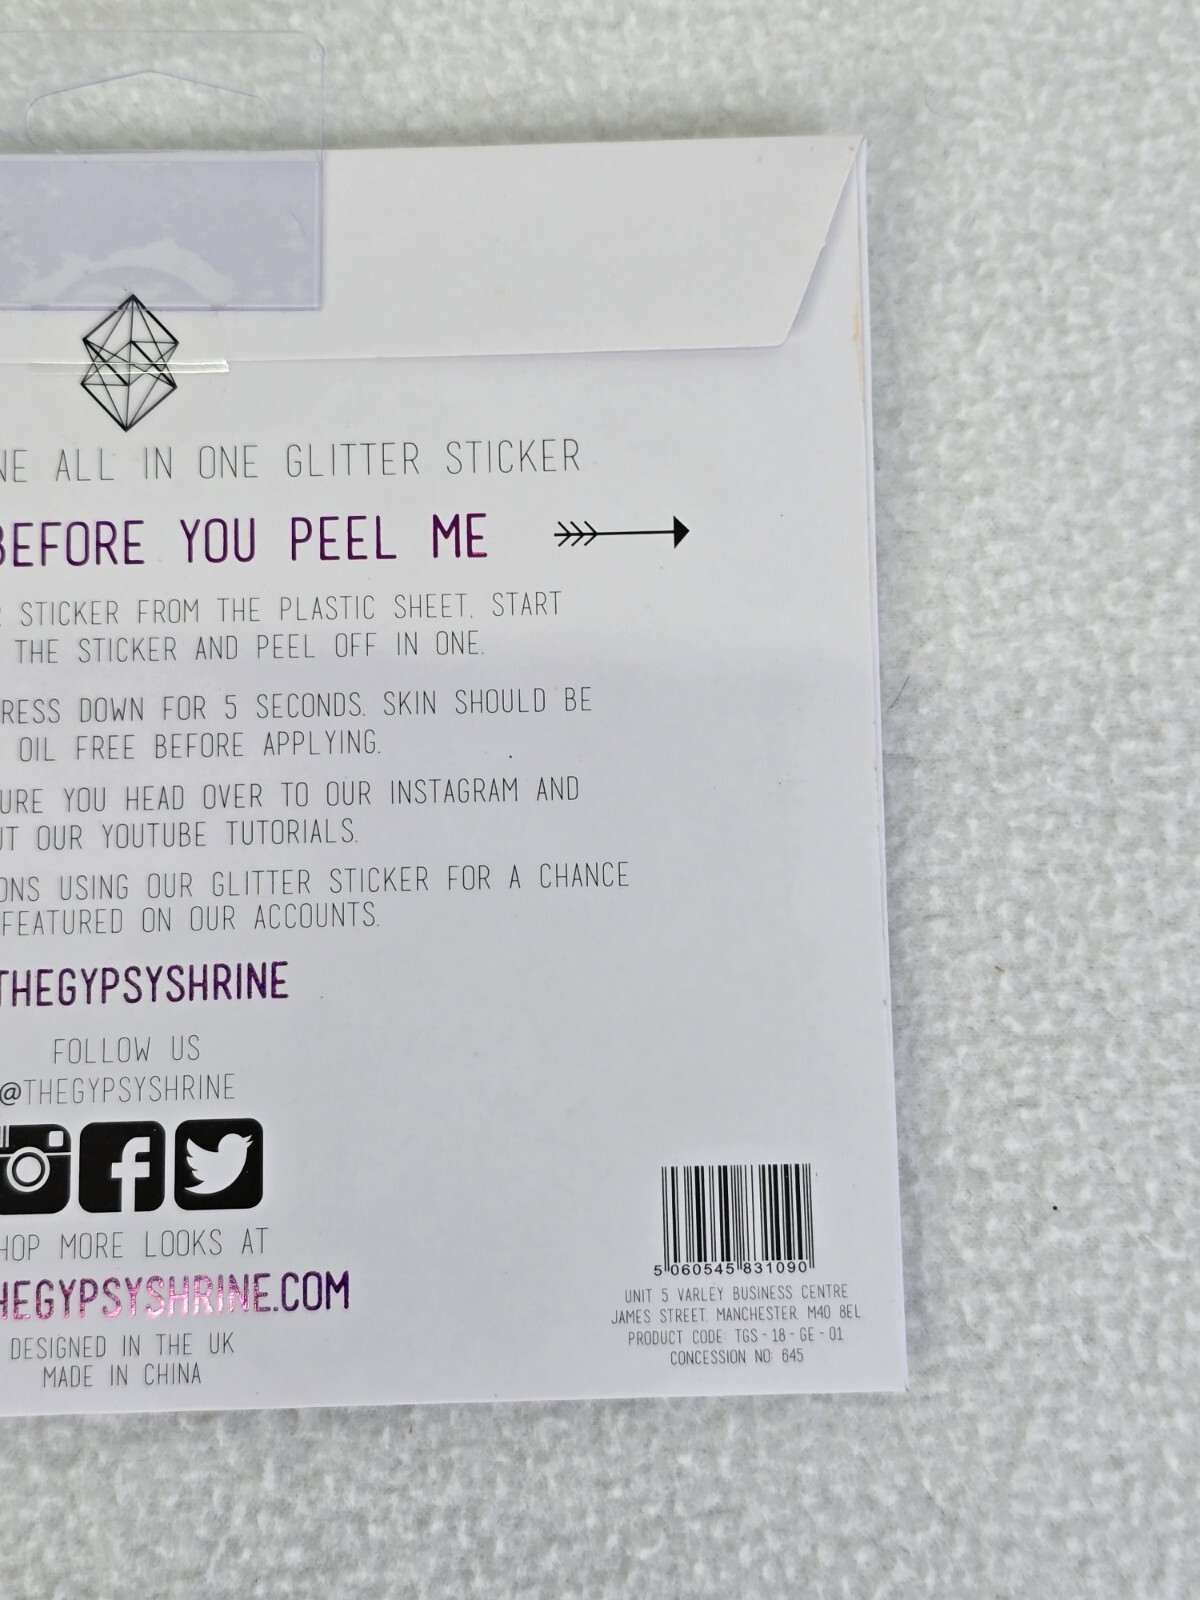 ALL IN ONE GLITTER STICKER
BEFORE YOU PEEL ME
STICKER FROM THE PLASTIC SHEET, START
THE STICKER AND PEEL OFF IN ONE.
RESS DOWN FOR 5 SECONDS. SKIN SHOULD BE
OIL FREE BEFORE APPLYING.
URE YOU HEAD OVER TO OUR INSTAGRAM AND
UT OUR YOUTUBE TUTORIALS.
ONS USING OUR GLITTER STICKER FOR A CHANCE
FEATURED ON OUR ACCOUNTS.
THEGYPSYSHRINE
FOLLOW US
@THEGYPSYSHRINE
HOP MORE LOOKS AT
HEGYPSYSHRINE.COM
DESIGNED IN THE UK
MADE IN CHINA
5 060545 831090
UNIT 5 VARLEY BUSINESS CENTRE
JAMES STREET. MANCHESTER. M40 8EL
PRODUCT CODE: TGS - 18 - GE - 01
CONCESSION NO: 645